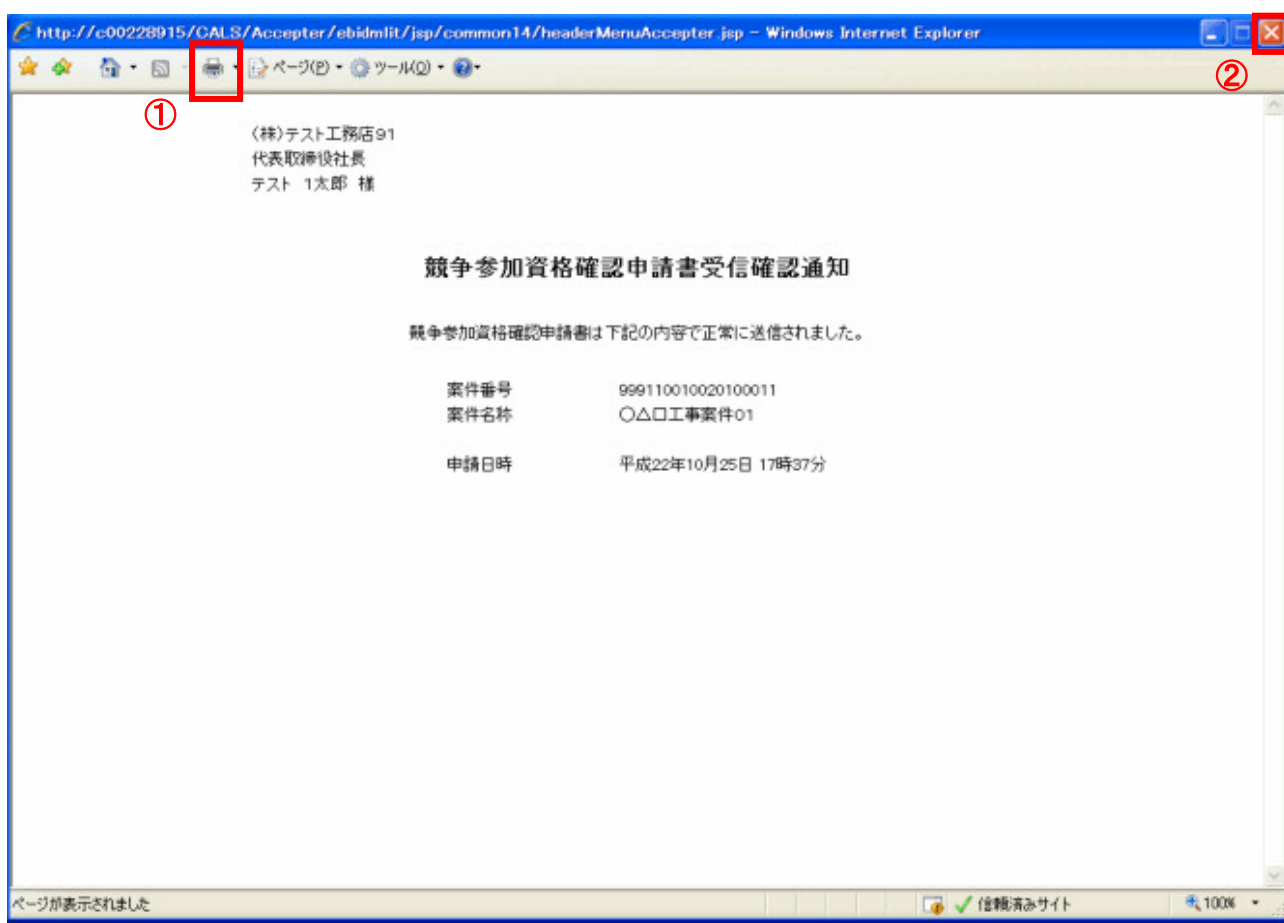 http://c00228915/CALS/Accepter/ebidmlit/jsp/common14/headerMenuAccepter.jsp - Windows Internet Explorer
ページ(P) ツール(O)
②
①
(株)テスト工務店91
代表取締役社長
テスト 1太郎 様
競争参加資格確認申請書受信確認通知
競争参加資格確認申請書は下記の内容で正常に送信されました。
案件番号 999110010020100011
案件名称 ○△口工事案件01
申請日時 平成22年10月25日 17時37分
ページが表示されました 信頼済みサイト 100%